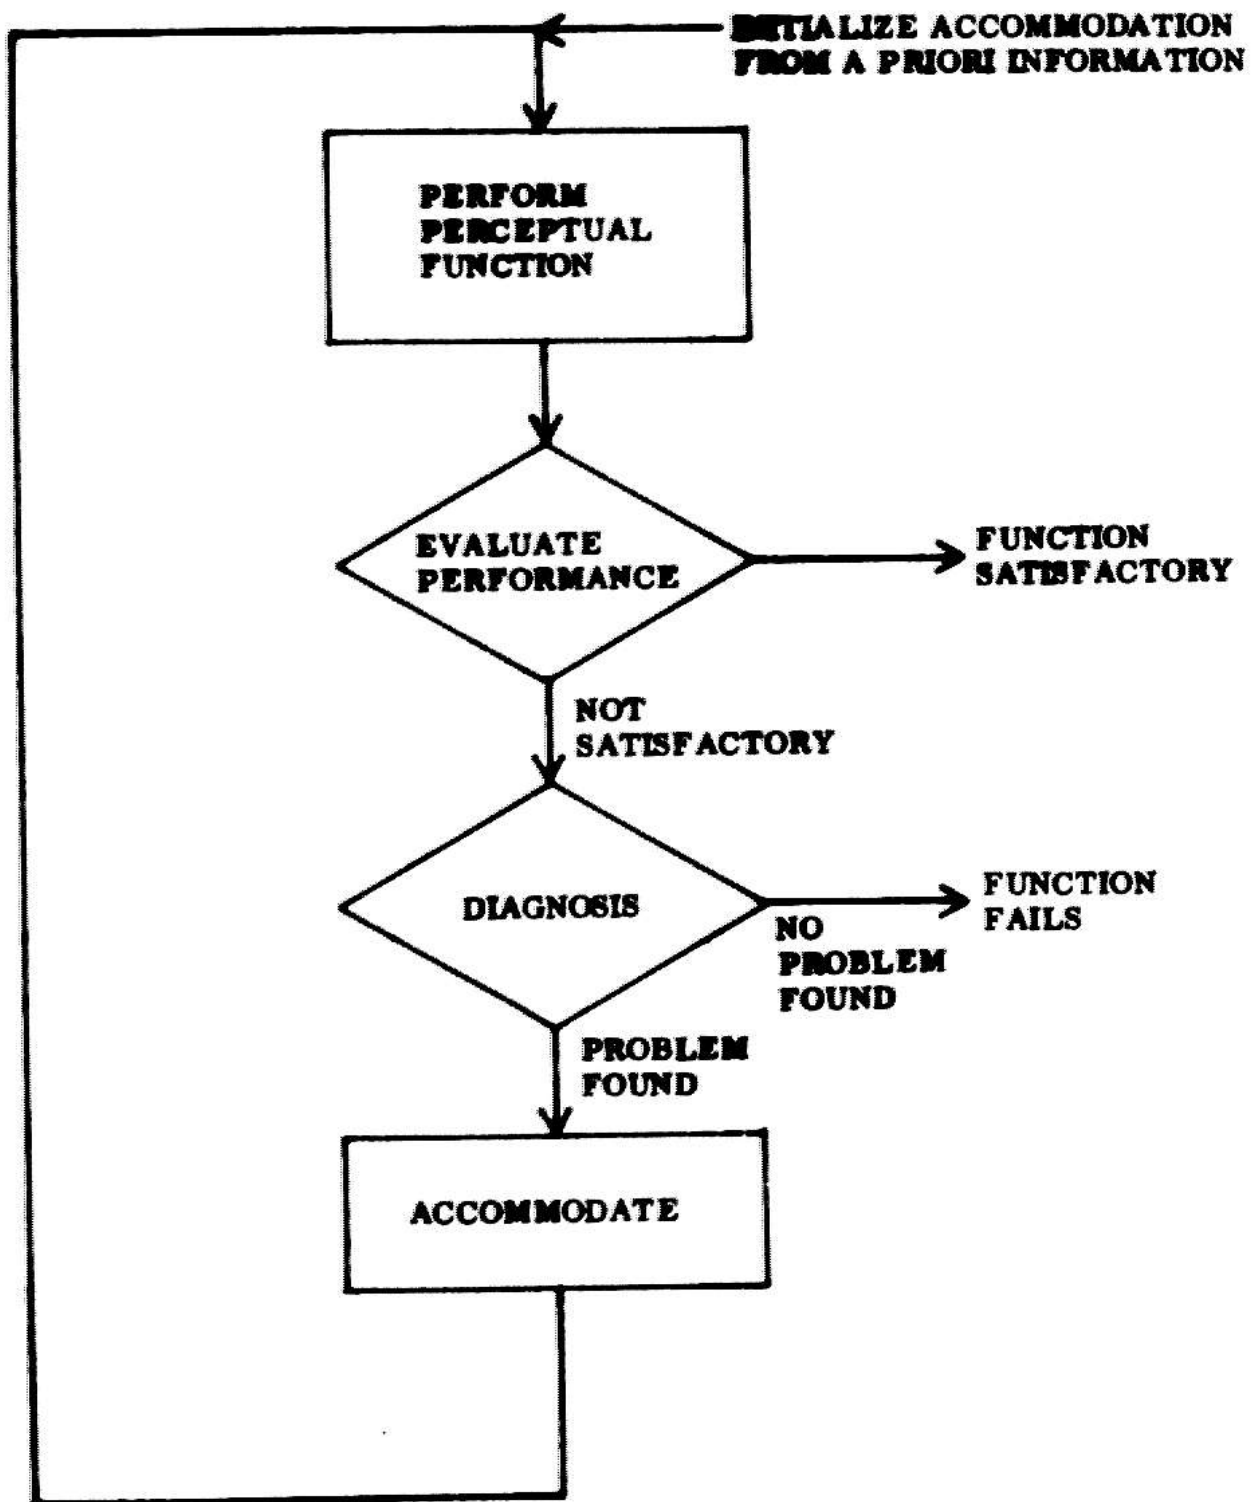 INITIALIZE ACCOMMODATION
FROM A PRIORI INFORMATION
PERFORM
PERCEPTUAL
FUNCTION
EVALUATE
PERFORMANCE
FUNCTION
SATISFACTORY
NOT
SATISFACTORY
DIAGNOSIS
FUNCTION
FAILS
NO
PROBLEM
FOUND
PROBLEM
FOUND
ACCOMMODATE